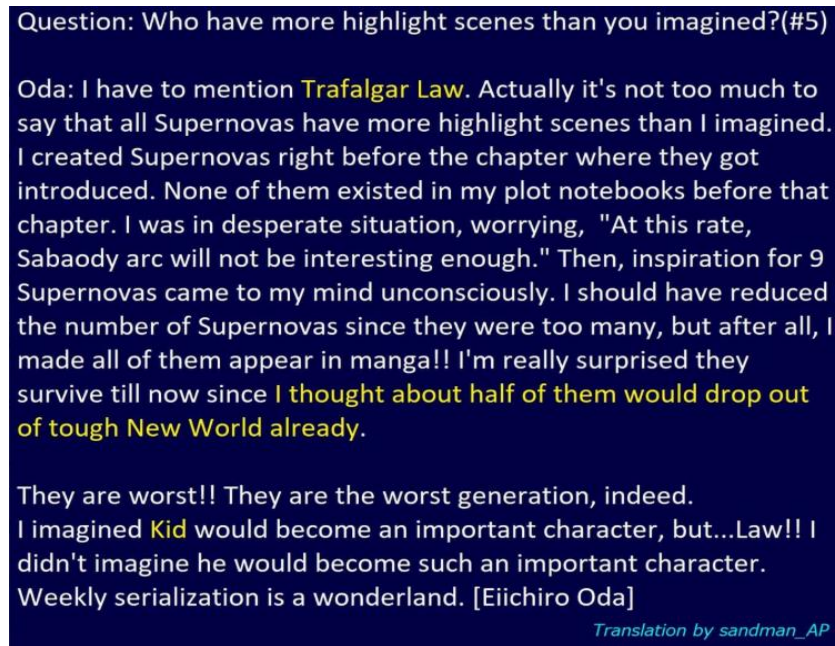 Question: Who have more highlight scenes than you imagined?(#5)
Oda: I have to mention Trafalgar Law. Actually it's not too much to
say that all Supernovas have more highlight scenes than I imagined.
I created Supernovas right before the chapter where they got
introduced. None of them existed in my plot notebooks before that
chapter. I was in desperate situation, worrying, "At this rate,
Sabaody arc will not be interesting enough." Then, inspiration for 9
Supernovas came to my mind unconsciously. I should have reduced
the number of Supernovas since they were too many, but after all, I
made all of them appear in manga!! I'm really surprised they
survive till now since I thought about half of them would drop out
of tough New World already.
They are worst!! They are the worst generation, indeed.
I imagined Kid would become an important character, but...Law!! I
didn't imagine he would become such an important character.
Weekly serialization is a wonderland. [Eiichiro Oda]
Translation by sandman_AP